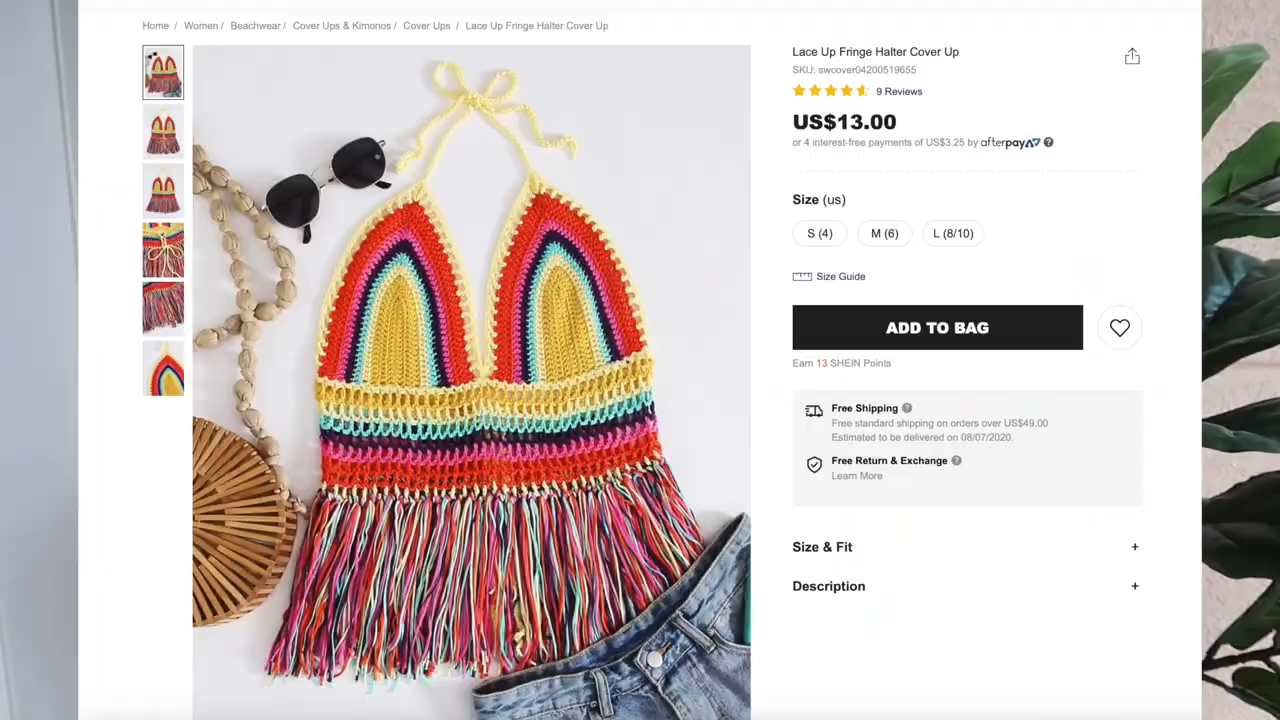 Home / Women / Beachwear / Cover Ups & Kimonos / Cover Ups / Lace Up Fringe Halter Cover Up
Lace Up Fringe Halter Cover Up
SKU: swcover04200519655
9 Reviews
US$13.00
or 4 interest-free payments of US$3.25 by afterpay ?
Size (us)
S (4) M (6) L (8/10)
Size Guide
ADD TO BAG
Earn 13 SHEIN Points
Free Shipping ?
Free standard shipping on orders over US$49.00
Estimated to be delivered on 08/07/2020.
Free Return & Exchange ?
Learn More
Size & Fit +
Description +